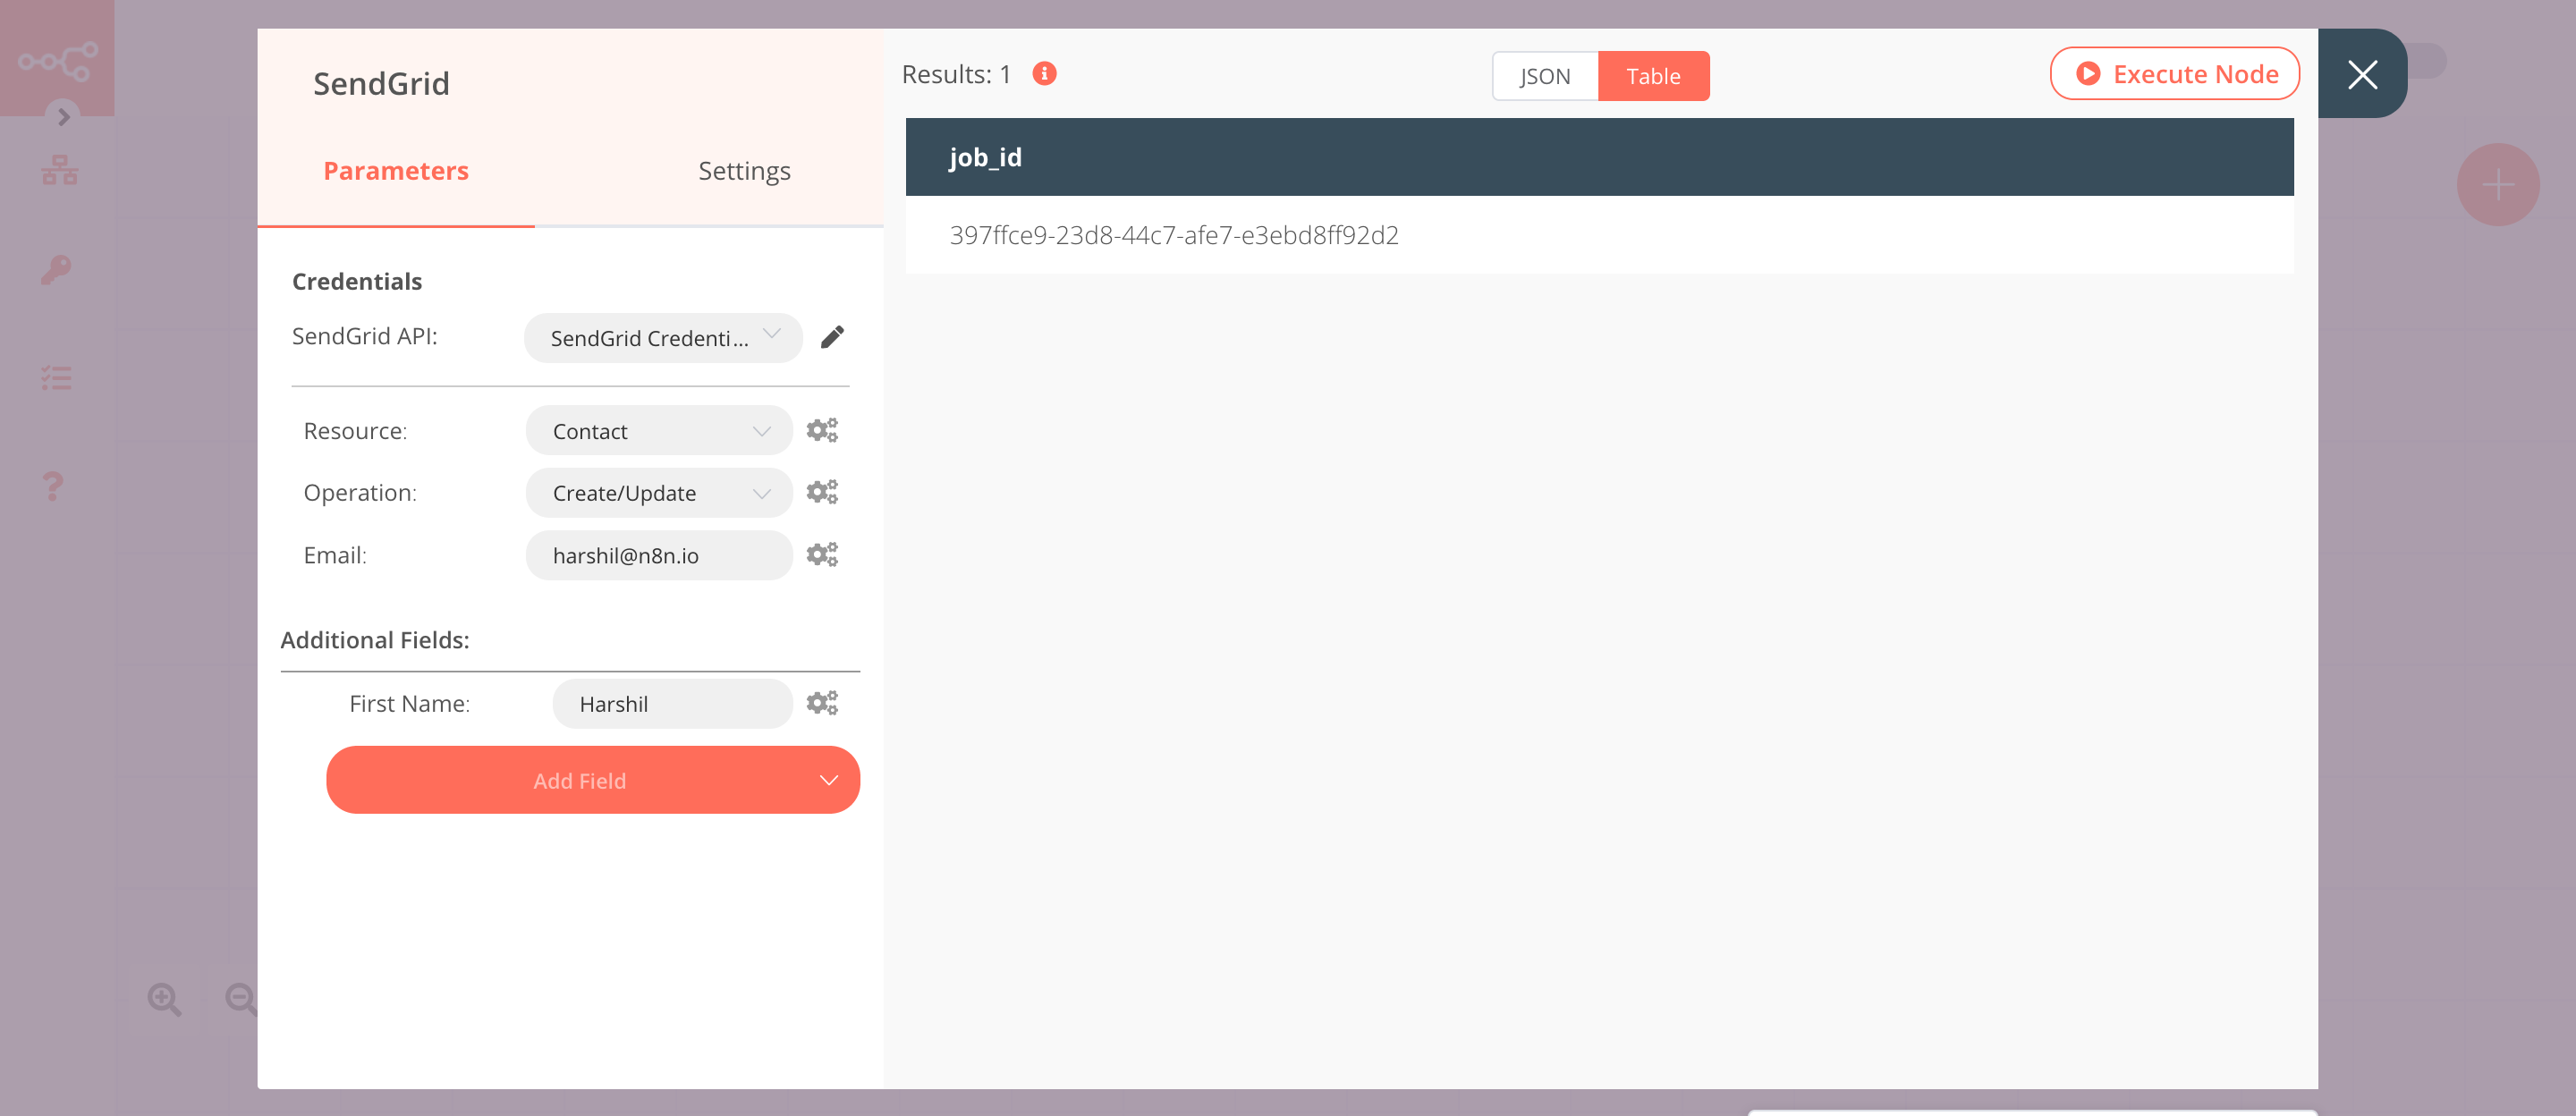 SendGrid
Parameters
Settings
Credentials
SendGrid API:
SendGrid Credenti...
Resource:
Contact
Operation:
Create/Update
Email:
harshil@n8n.io
Additional Fields:
First Name:
Harshil
Add Field
Results: 1
JSON
Table
Execute Node
job_id
397ffce9-23d8-44c7-afe7-e3ebd8ff92d2